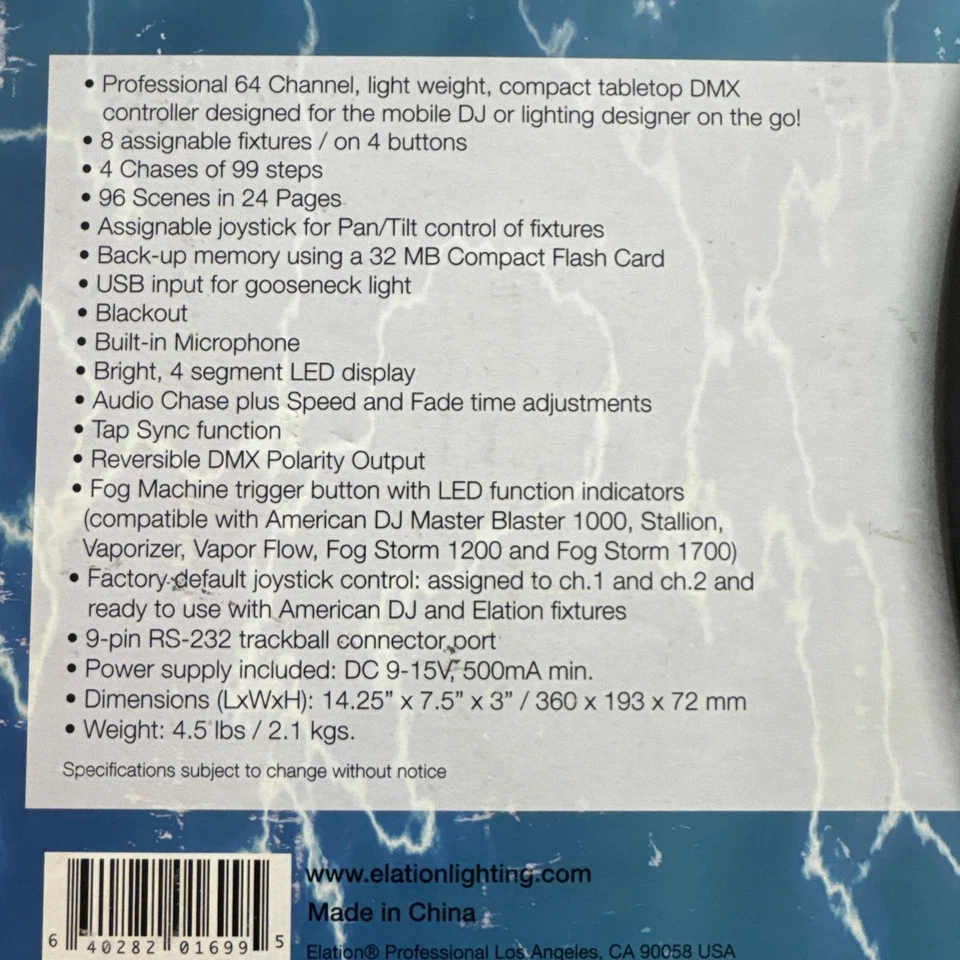 • Professional 64 Channel, light weight, compact tabletop DMX
controller designed for the mobile DJ or lighting designer on the go!
• 8 assignable fixtures / on 4 buttons
• 4 Chases of 99 steps
• 96 Scenes in 24 Pages
• Assignable joystick for Pan/Tilt control of fixtures
• Back-up memory using a 32 MB Compact Flash Card
• USB input for gooseneck light
• Blackout
• Built-in Microphone
• Bright, 4 segment LED display
• Audio Chase plus Speed and Fade time adjustments
• Tap Sync function
• Reversible DMX Polarity Output
• Fog Machine trigger button with LED function indicators
(compatible with American DJ Master Blaster 1000, Stallion,
Vaporizer, Vapor Flow, Fog Storm 1200 and Fog Storm 1700)
• Factory default joystick control: assigned to ch.1 and ch.2 and
ready to use with American DJ and Elation fixtures
• 9-pin RS-232 trackball connector port
• Power supply included: DC 9-15V, 500mA min.
• Dimensions (LxWxH): 14.25” x 7.5” x 3” / 360 x 193 x 72 mm
• Weight: 4.5 lbs / 2.1 kgs.
Specifications subject to change without notice
www.elationlighting.com
Made in China
Elation® Professional Los Angeles, CA 90058 USA
6 40282 01699 5